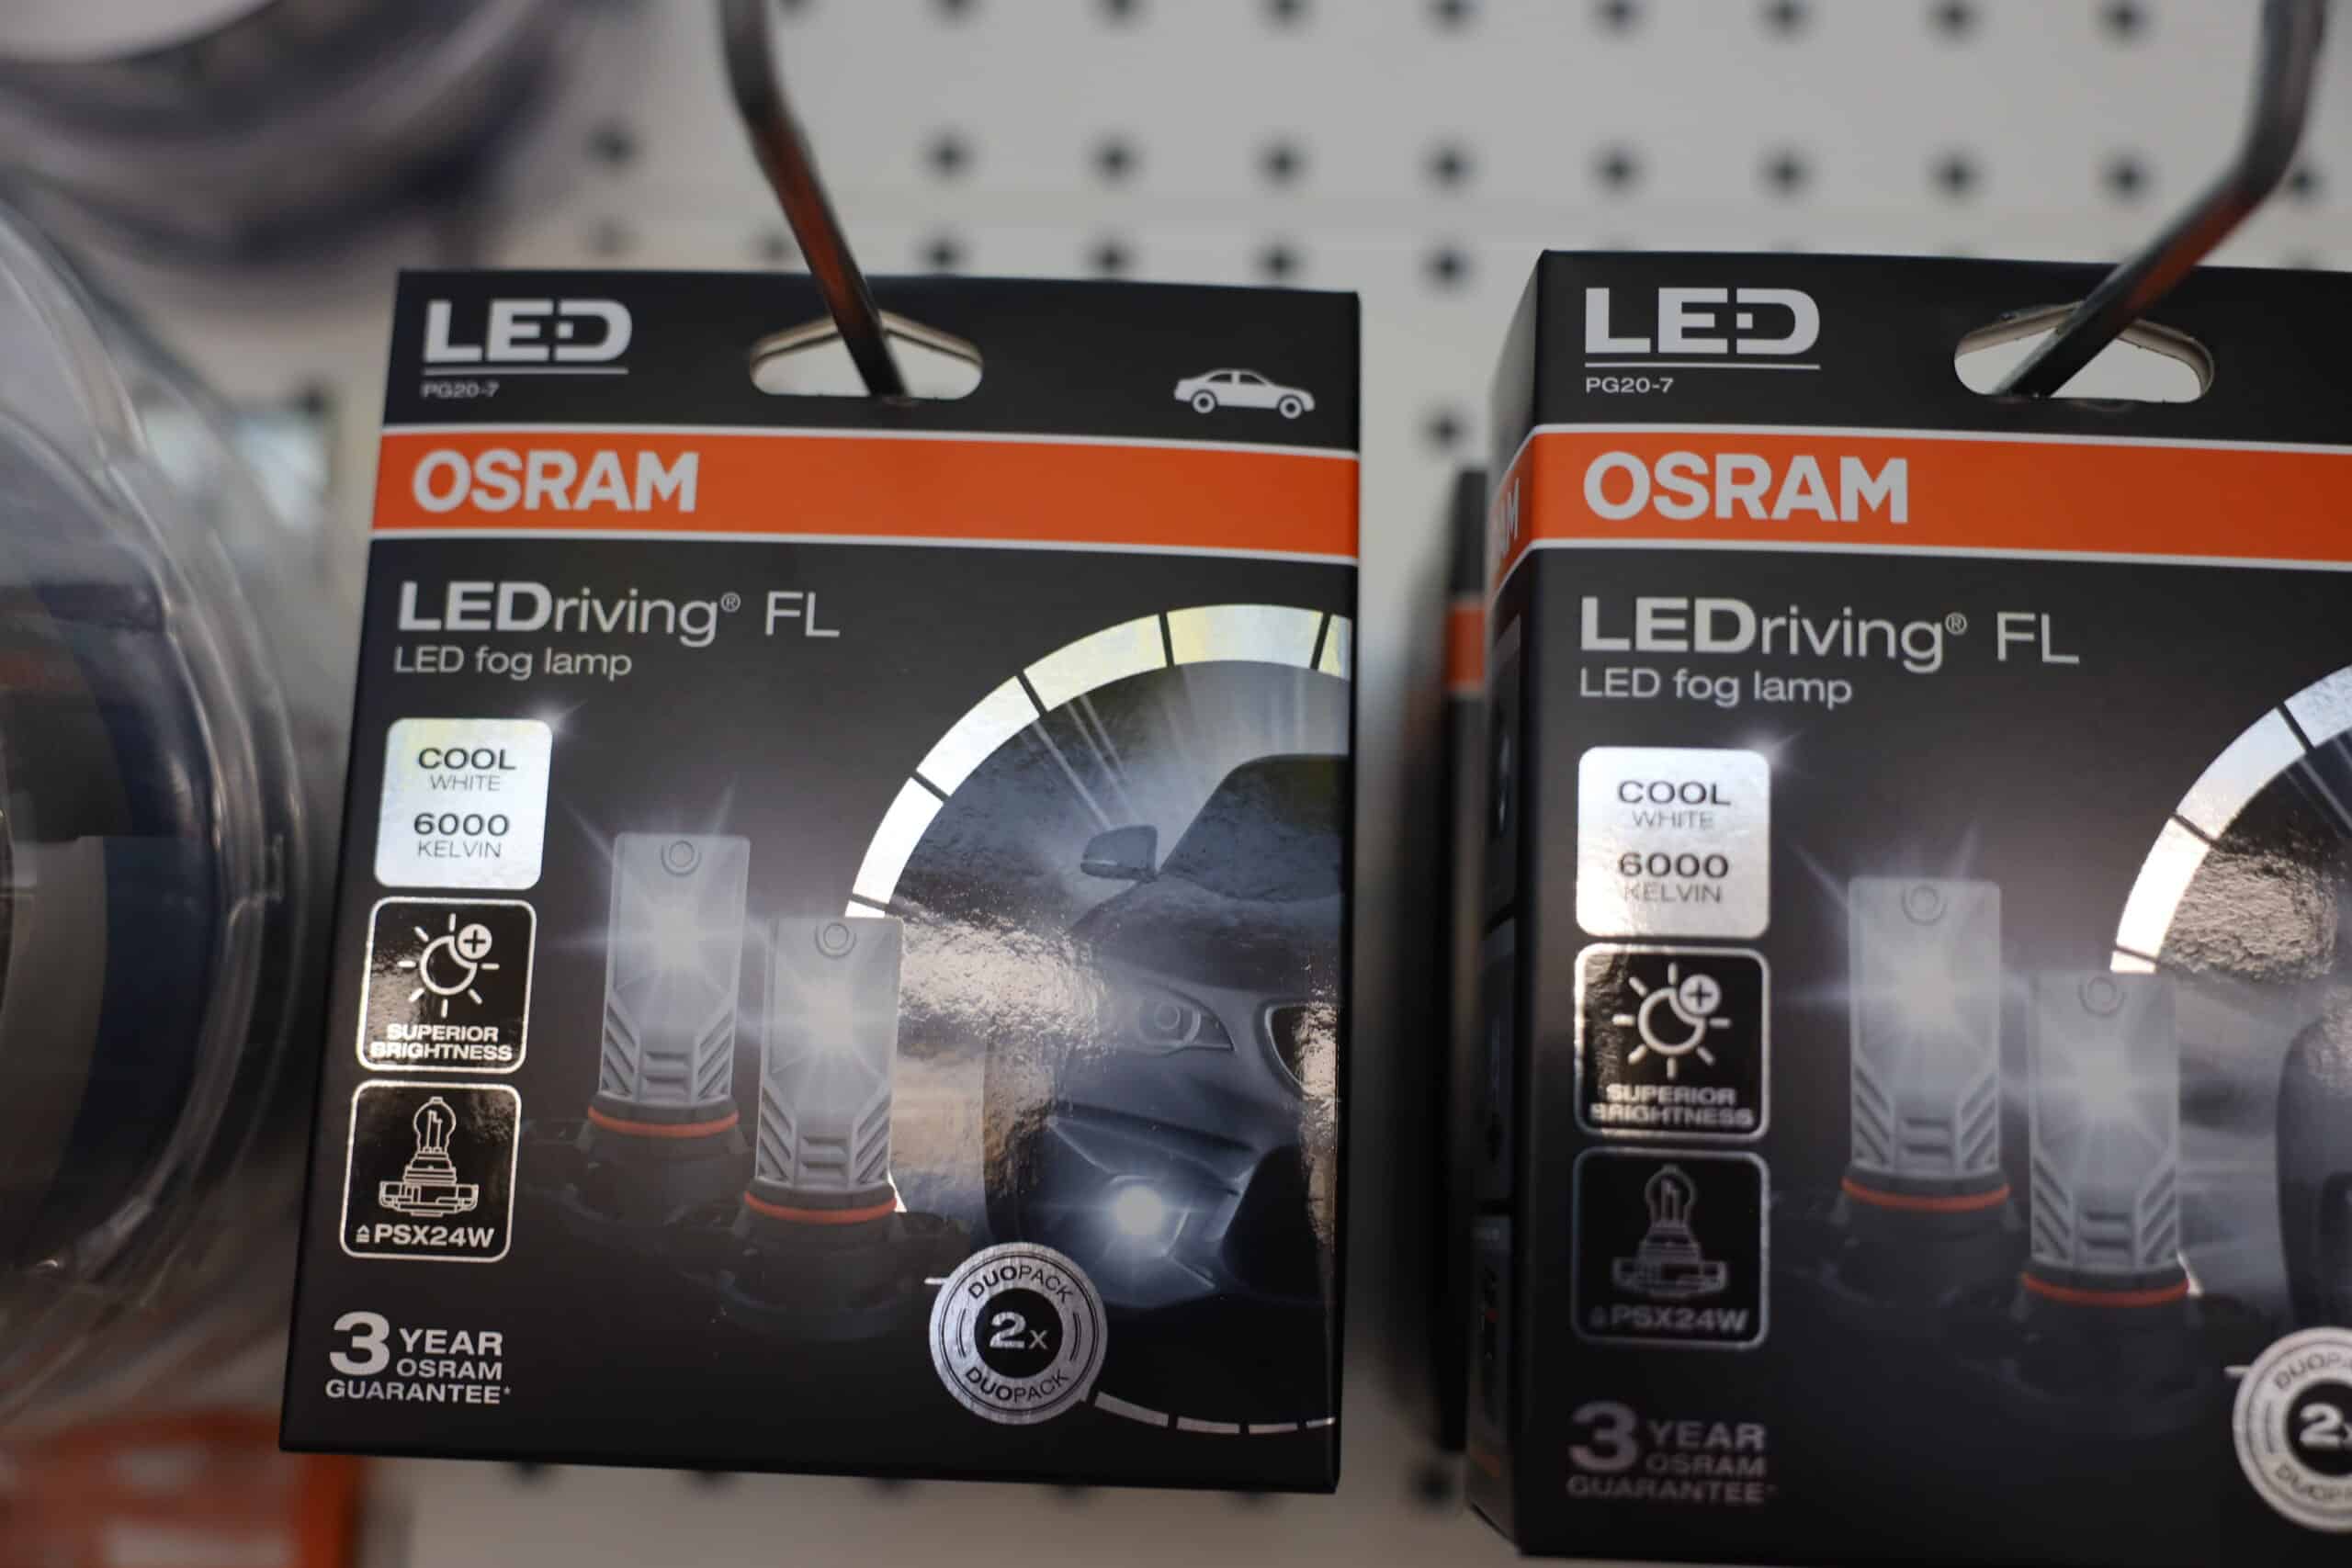 LED
PG20-7
OSRAM
LEDriving® FL
LED fog lamp
COOL
WHITE
6000
KELVIN
SUPERIOR
BRIGHTNESS
≙PSX24W
3 YEAR
OSRAM
GUARANTEE*
DUOPACK
2x
DUOPACK
LED
PG20-7
OSRAM
LEDriving® FL
LED fog lamp
COOL
WHITE
6000
KELVIN
SUPERIOR
BRIGHTNESS
≙PSX24W
3 YEAR
OSRAM
GUARANTEE*
2x